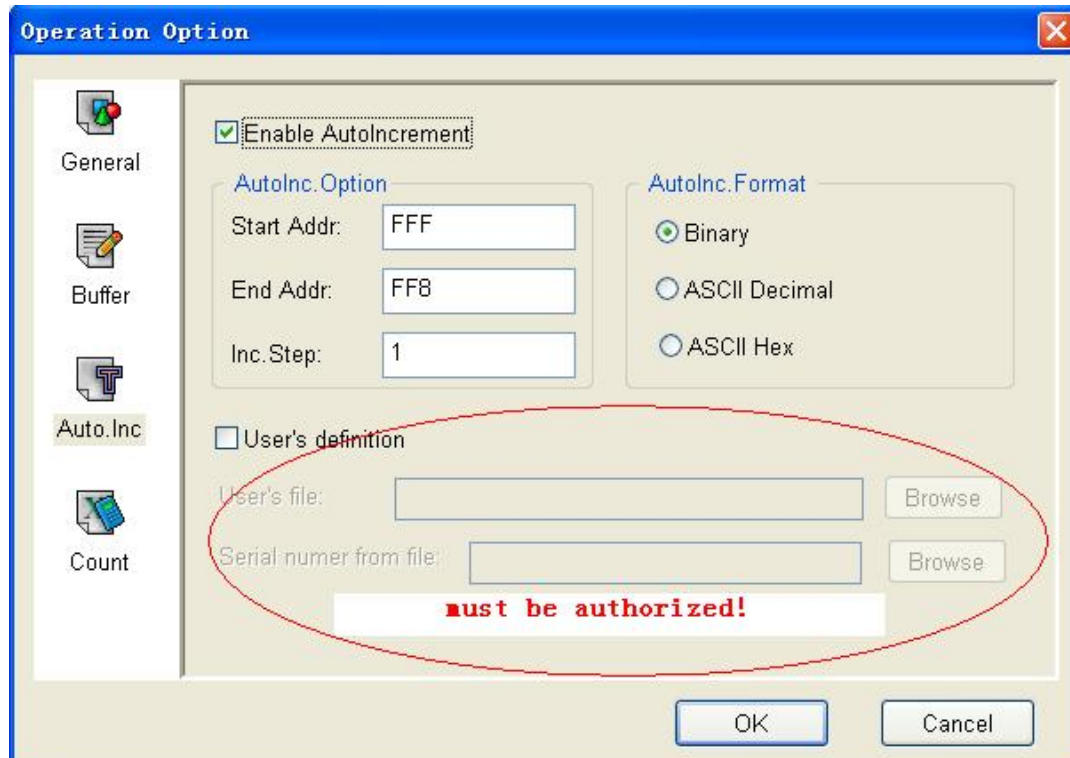 Operation Option
General
Buffer
Auto.Inc
Count
Enable AutoIncrement
AutoInc.Option
Start Addr: FFF
End Addr: FF8
Inc.Step: 1
AutoInc.Format
Binary
ASCII Decimal
ASCII Hex
User's definition
User's file: Browse
Serial numer from file: Browse
must be authorized!
OK Cancel